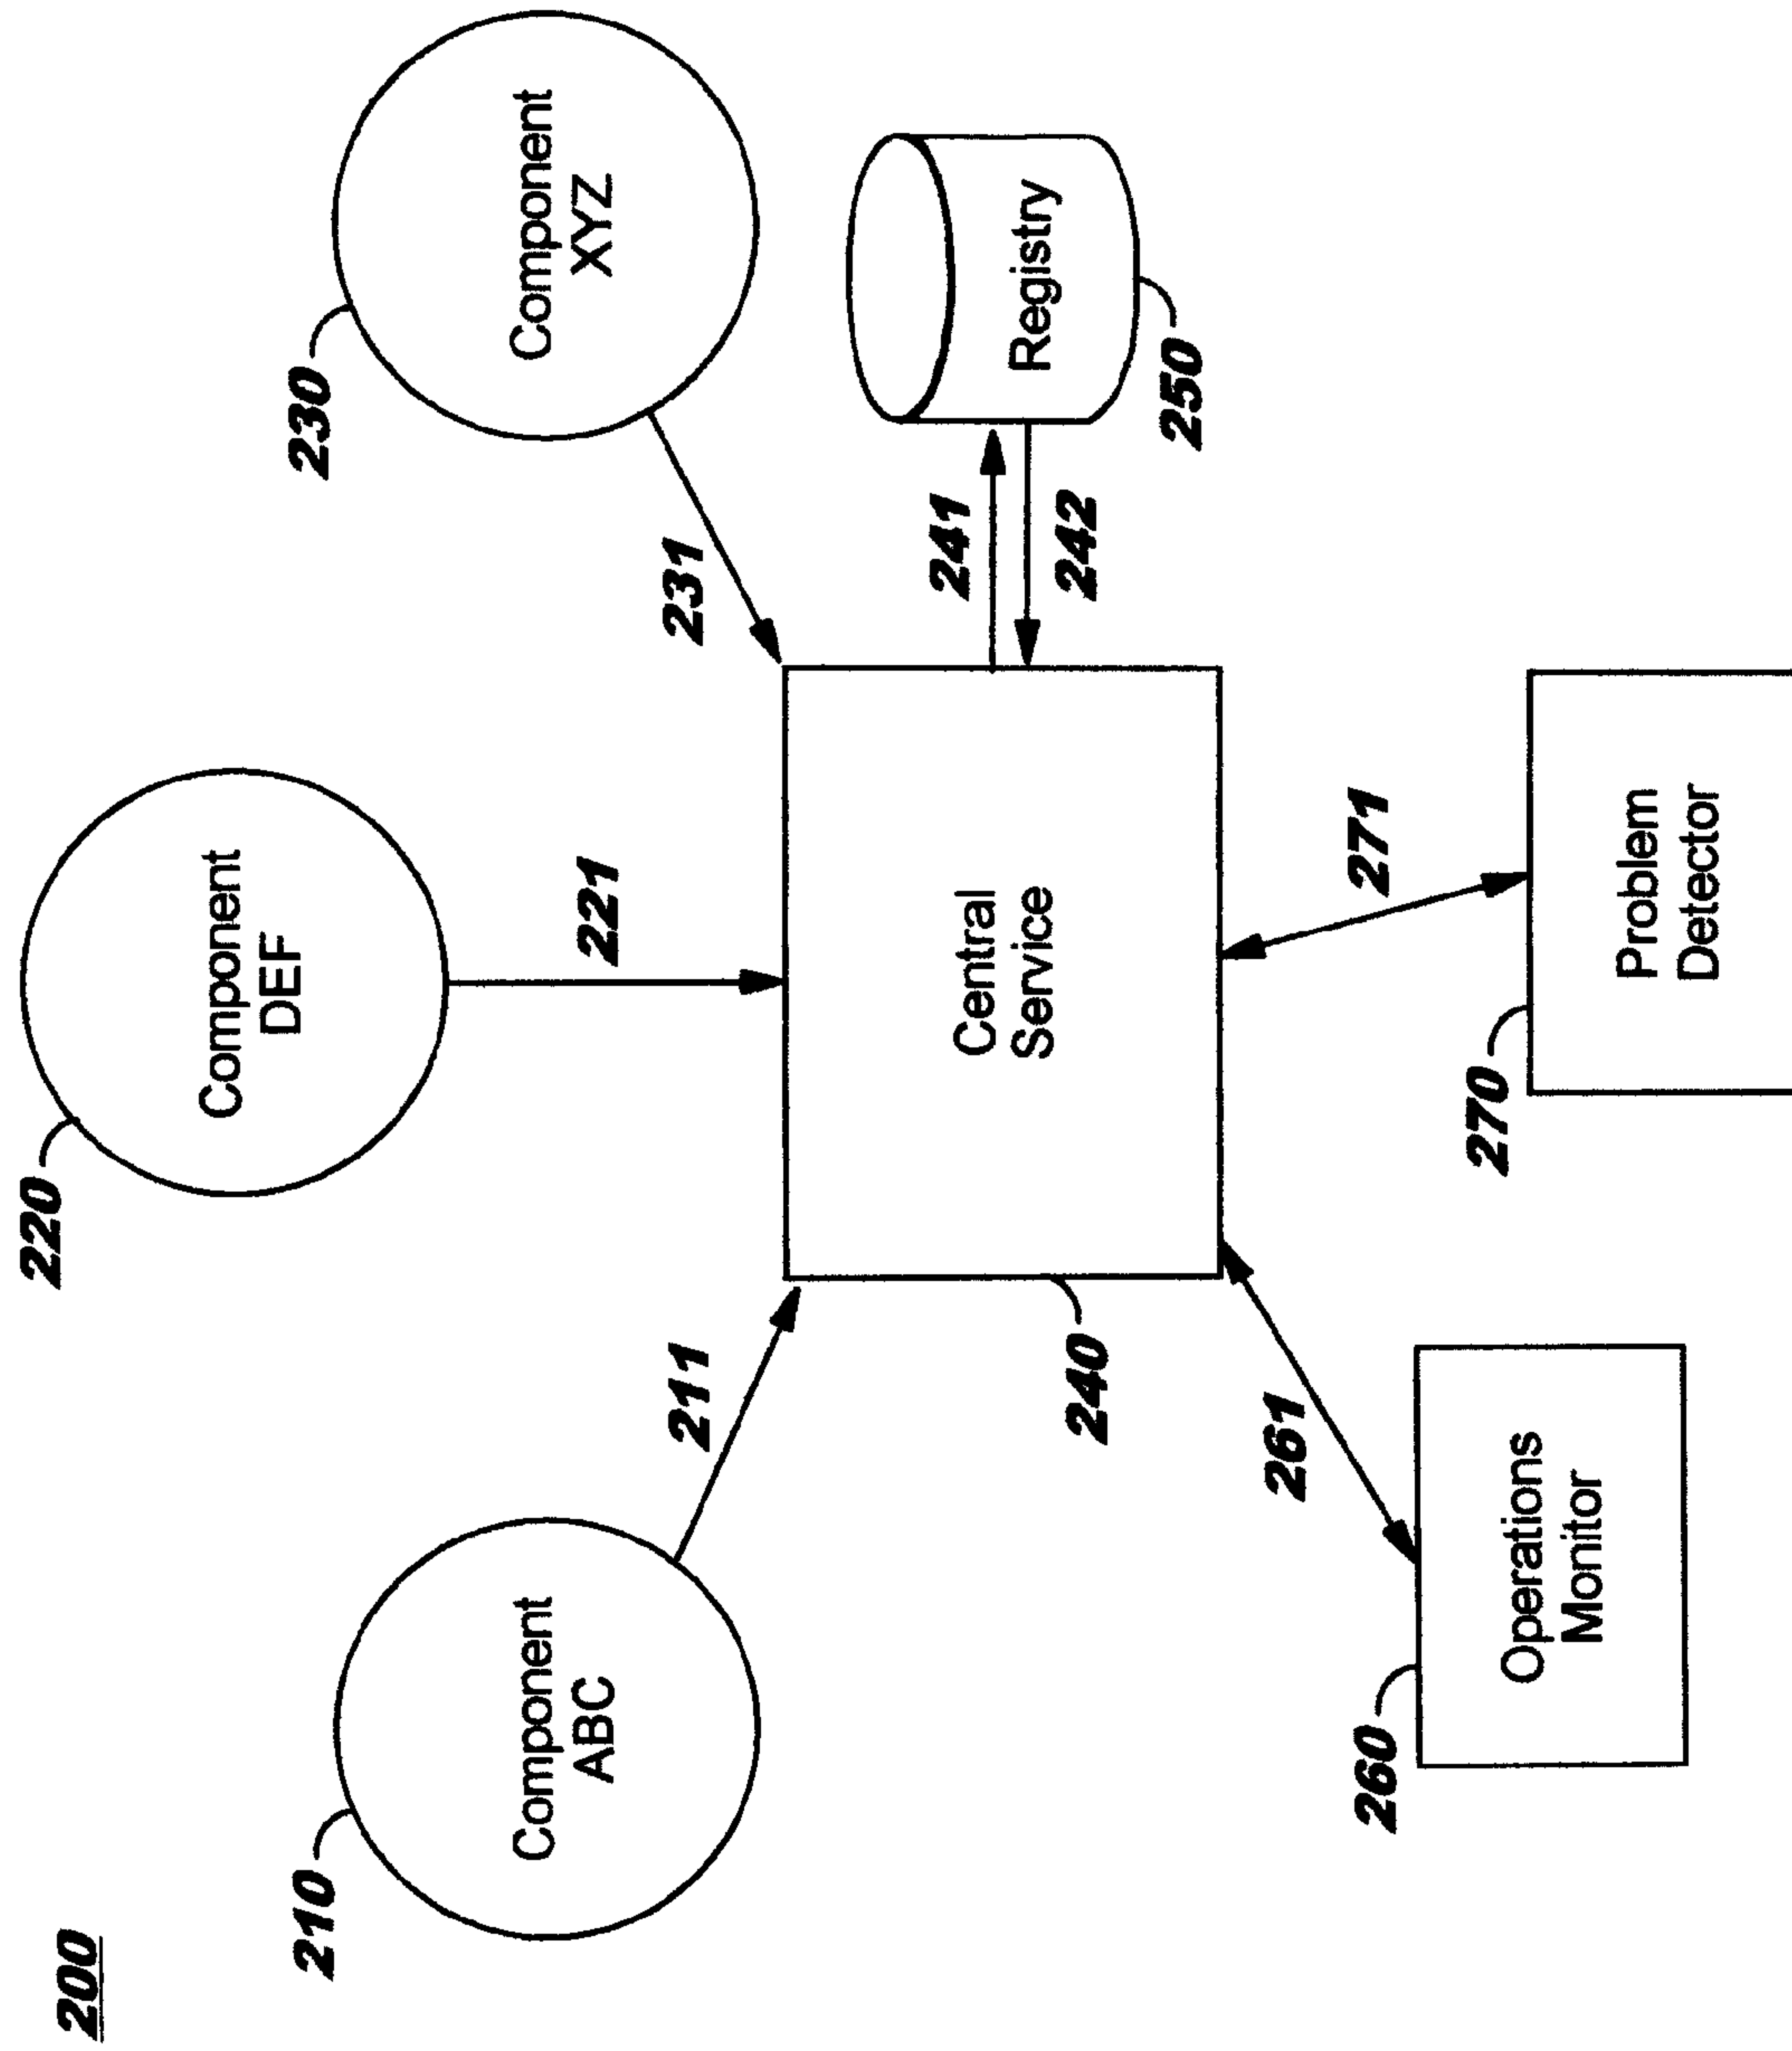 200
220
Component
DEF
210
Component
ABC
230
Component
XYZ
211
221
231
240
Central
Service
241
242
Registry
250
261
271
260
Operations
Monitor
270
Problem
Detector